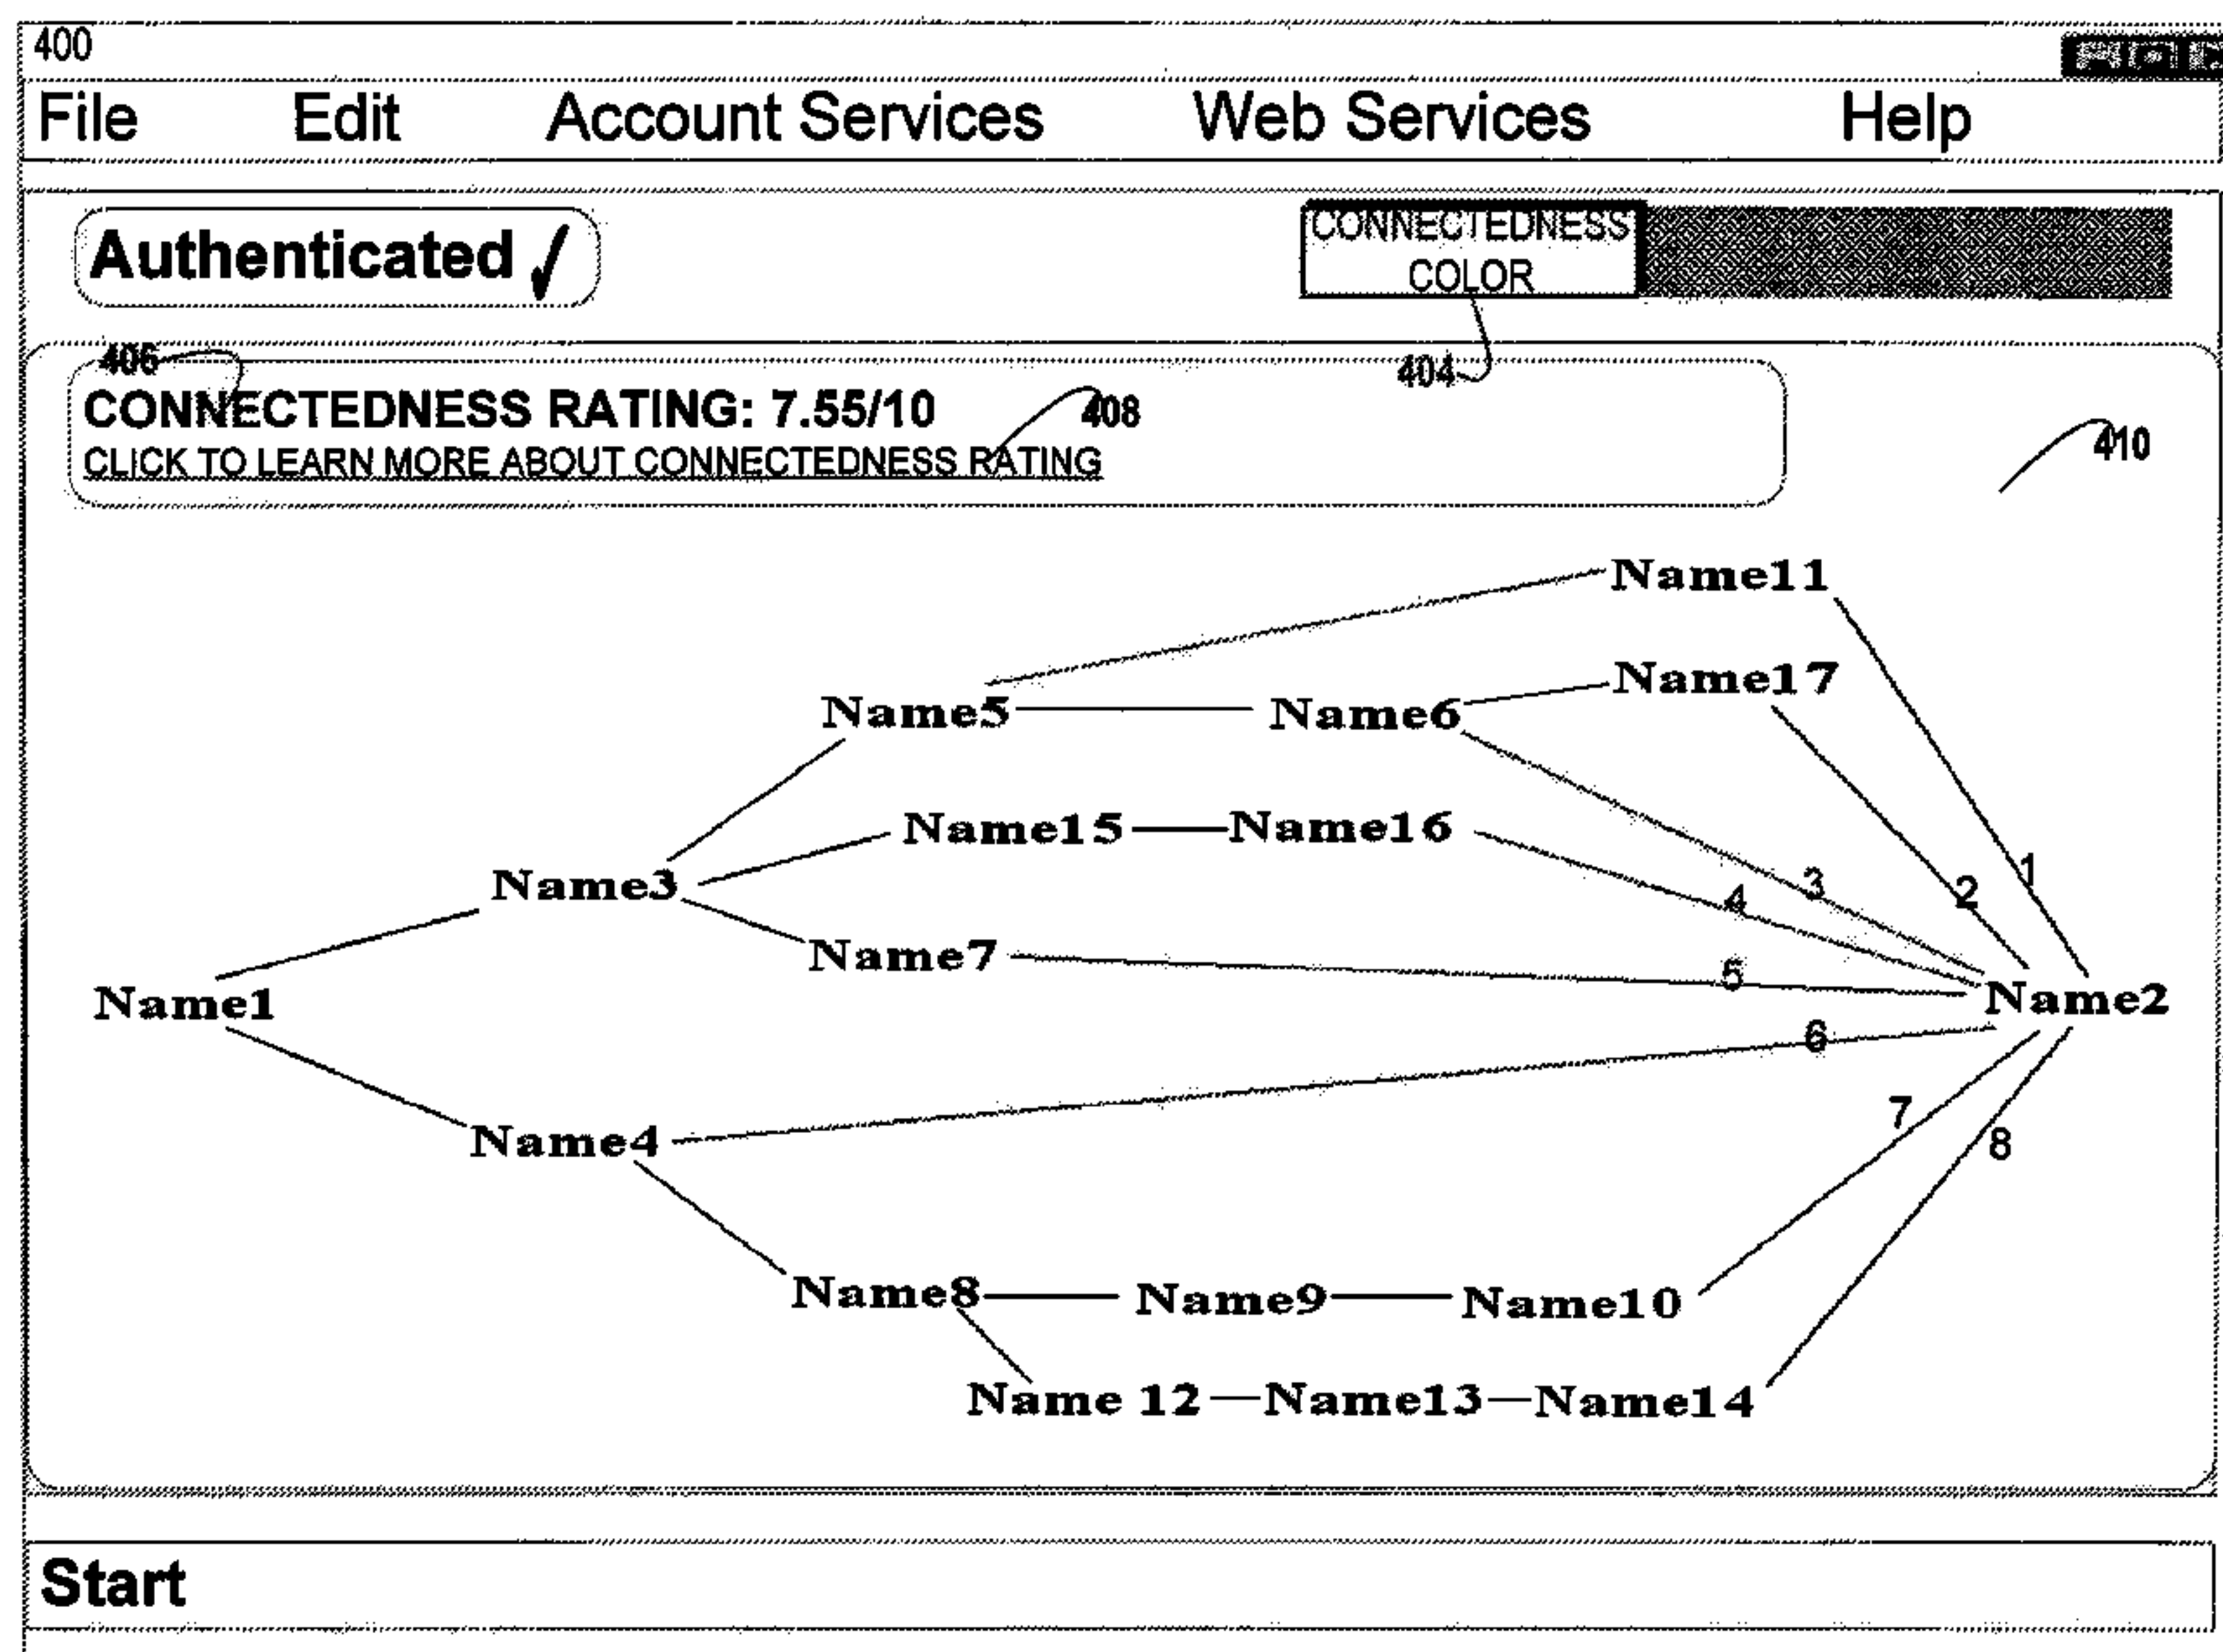 400
File Edit Account Services Web Services Help
Authenticated ✓
CONNECTEDNESS
COLOR
406
404
CONNECTEDNESS RATING: 7.55/10
408
CLICK TO LEARN MORE ABOUT CONNECTEDNESS RATING
410
Name11
Name17
Name5
Name6
Name15
Name16
1
3
2
4
Name3
Name7
5
Name1
Name2
6
7
Name4
8
Name8
Name9
Name10
Name 12
Name13
Name14
Start